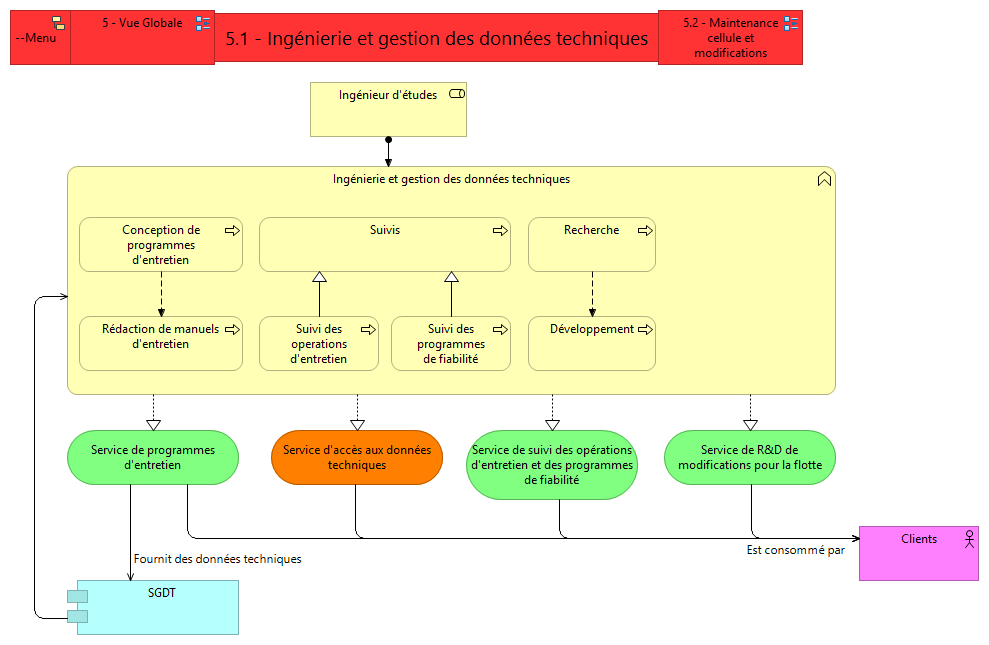 --Menu
5 - Vue Globale
5.1 - Ingénierie et gestion des données techniques
5.2 - Maintenance
cellule et
modifications
Ingénieur d'études
Ingénierie et gestion des données techniques
Conception de
programmes
d'entretien
Suivis
Recherche
Rédaction de manuels
d'entretien
Suivi des
operations
d'entretien
Suivi des
programmes
de fiabilité
Développement
Service de programmes
d'entretien
Service d'accès aux données
techniques
Service de suivi des opérations
d'entretien et des programmes
de fiabilité
Service de R&D de
modifications pour la flotte
Fournit des données techniques
Est consommé par
Clients
SGDT